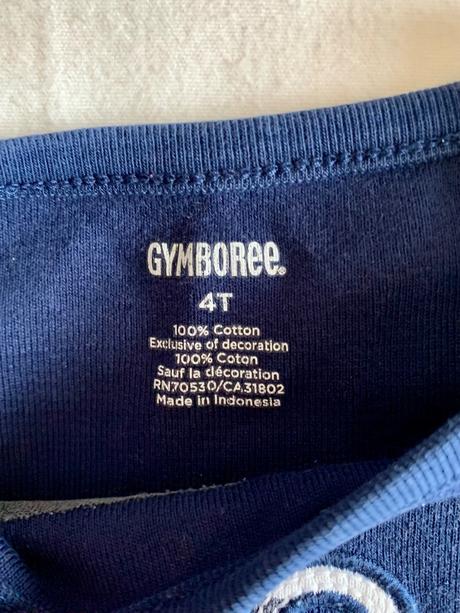 GYMBOREE.
4T
100% Cotton
Exclusive of decoration
100% Coton
Sauf la décoration
RN70530/CA31802
Made in Indonesia